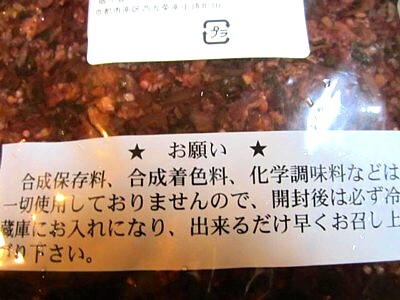 プラ
★ お願い ★
合成保存料、合成着色料、化学調味料などは
一切使用しておりませんので、開封後は必ず冷
蔵庫にお入れになり、出来るだけ早くお召し上
がり下さい。